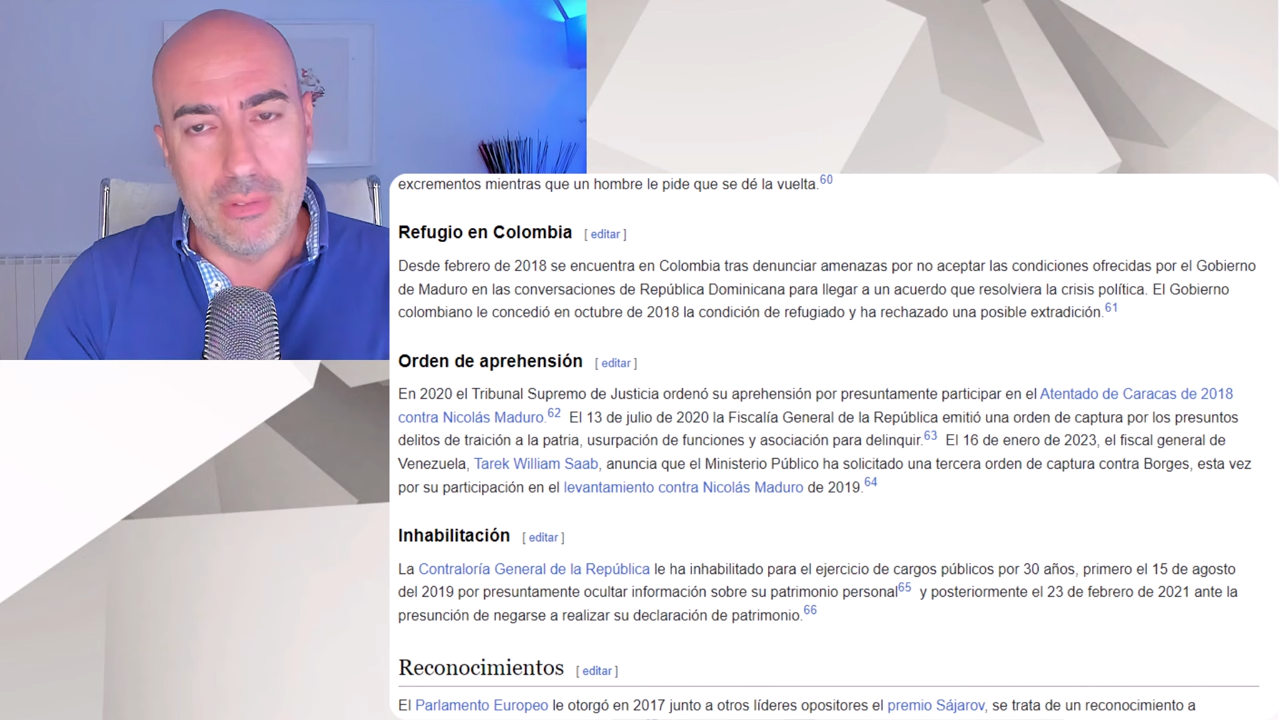 excrementos mientras que un hombre le pide que se dé la vuelta.60
Refugio en Colombia [ editar ]
Desde febrero de 2018 se encuentra en Colombia tras denunciar amenazas por no aceptar las condiciones ofrecidas por el Gobierno
de Maduro en las conversaciones de República Dominicana para llegar a un acuerdo que resolviera la crisis política. El Gobierno
colombiano le concedió en octubre de 2018 la condición de refugiado y ha rechazado una posible extradición.61
Orden de aprehensión [ editar ]
En 2020 el Tribunal Supremo de Justicia ordenó su aprehensión por presuntamente participar en el Atentado de Caracas de 2018
contra Nicolás Maduro.62 El 13 de julio de 2020 la Fiscalía General de la República emitió una orden de captura por los presuntos
delitos de traición a la patria, usurpación de funciones y asociación para delinquir.63 El 16 de enero de 2023, el fiscal general de
Venezuela, Tarek William Saab, anuncia que el Ministerio Público ha solicitado una tercera orden de captura contra Borges, esta vez
por su participación en el levantamiento contra Nicolás Maduro de 2019.64
Inhabilitación [ editar ]
La Contraloría General de la República le ha inhabilitado para el ejercicio de cargos públicos por 30 años, primero el 15 de agosto
del 2019 por presuntamente ocultar información sobre su patrimonio personal65 y posteriormente el 23 de febrero de 2021 ante la
presunción de negarse a realizar su declaración de patrimonio.66
Reconocimientos [ editar ]
El Parlamento Europeo le otorgó en 2017 junto a otros líderes opositores el premio Sájarov, se trata de un reconocimiento a